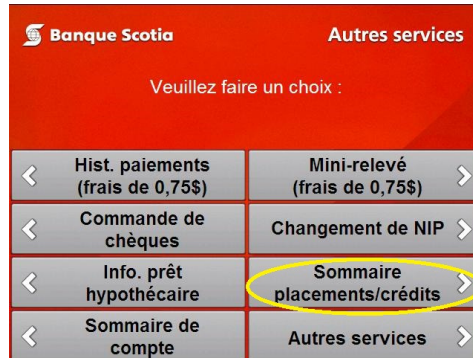 Banque Scotia
Autres services
Veuillez faire un choix :
Hist. paiements
(frais de 0,75$)
Mini-relevé
(frais de 0,75$)
Commande de
chèques
Changement de NIP
Info. prêt
hypothécaire
Sommaire
placements/crédits
Sommaire de
compte
Autres services